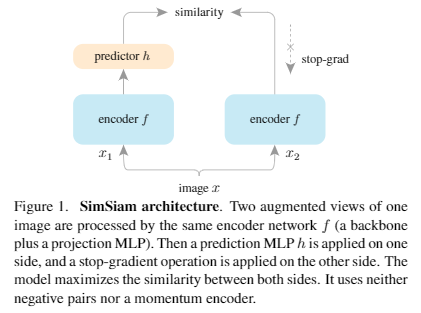 similarity
predictor h
stop-grad
encoder f
encoder f
x1
x2
image x
Figure 1. SimSiam architecture. Two augmented views of one
image are processed by the same encoder network f (a backbone
plus a projection MLP). Then a prediction MLP h is applied on one
side, and a stop-gradient operation is applied on the other side. The
model maximizes the similarity between both sides. It uses neither
negative pairs nor a momentum encoder.